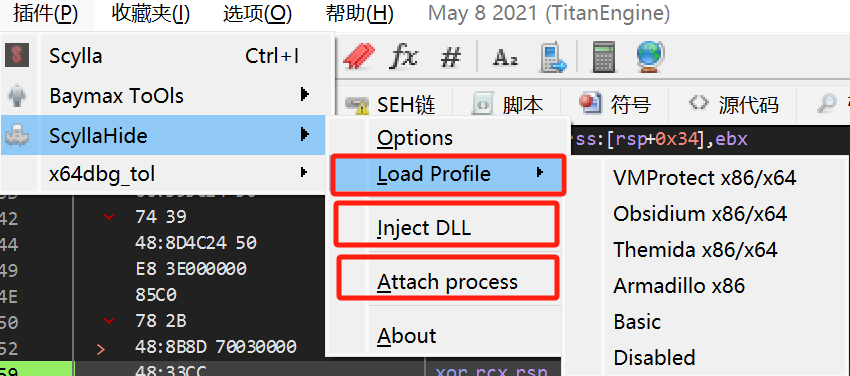 插件(P) 收藏夹(I) 选项(O) 帮助(H) May 8 2021 (TitanEngine)
Scylla Ctrl+I
Baymax ToOls
ScyllaHide
x64dbg_tol
fx # A₂
SEH链 脚本 符号 源代码
rss:[rsp+0x34],ebx
Options
Load Profile
Inject DLL
Attach process
About
VMProtect x86/x64
Obsidium x86/x64
Themida x86/x64
Armadillo x86
Basic
Disabled
42 74 39
44 48:8D4C24 50
49 E8 3E000000
4E 85C0
50 78 2B
52 48:8B8D 70030000
59 48:33CC xor rcx,rsp